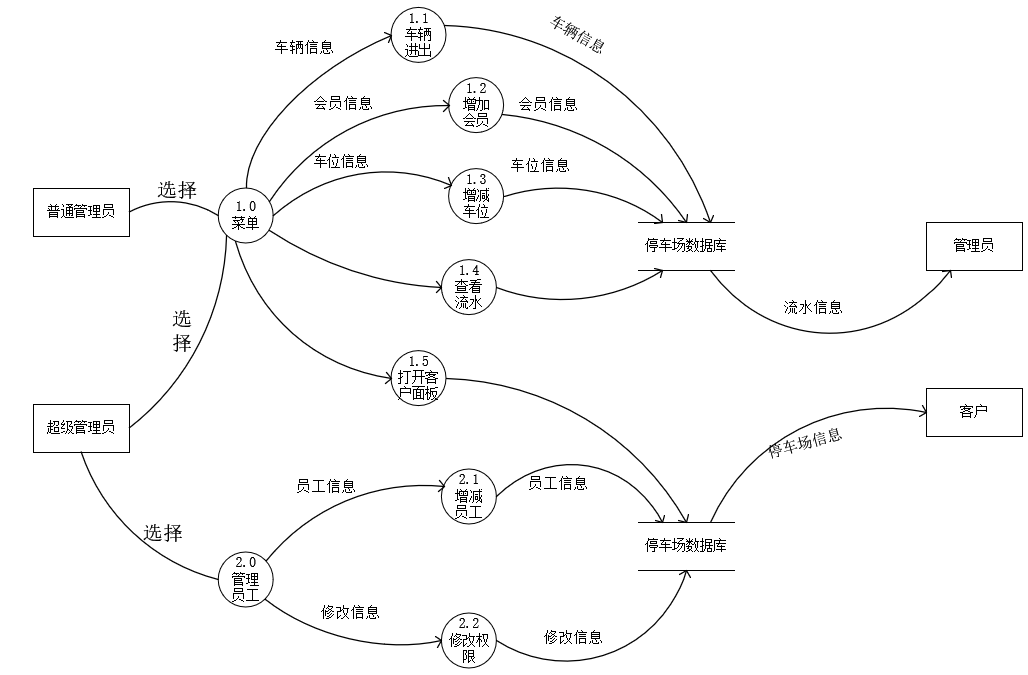 1.1
车辆
进出
车辆信息
车辆信息
1.2
增加
会员
会员信息
会员信息
车位信息
1.3
增减
车位
车位信息
选择
普通管理员
1.0
菜单
停车场数据库
管理员
1.4
查看
流水
流水信息
选
择
1.5
打开客
户面板
超级管理员
客户
停车场信息
员工信息
2.1
增减
员工
员工信息
选择
停车场数据库
2.0
管理
员工
修改信息
2.2
修改权
限
修改信息